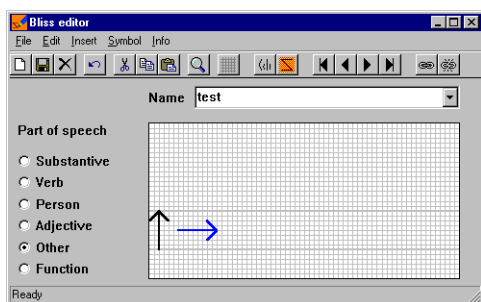 Bliss editor
File Edit Insert Symbol Info
Name test
Part of speech
Substantive
Verb
Person
Adjective
Other
Function
Ready